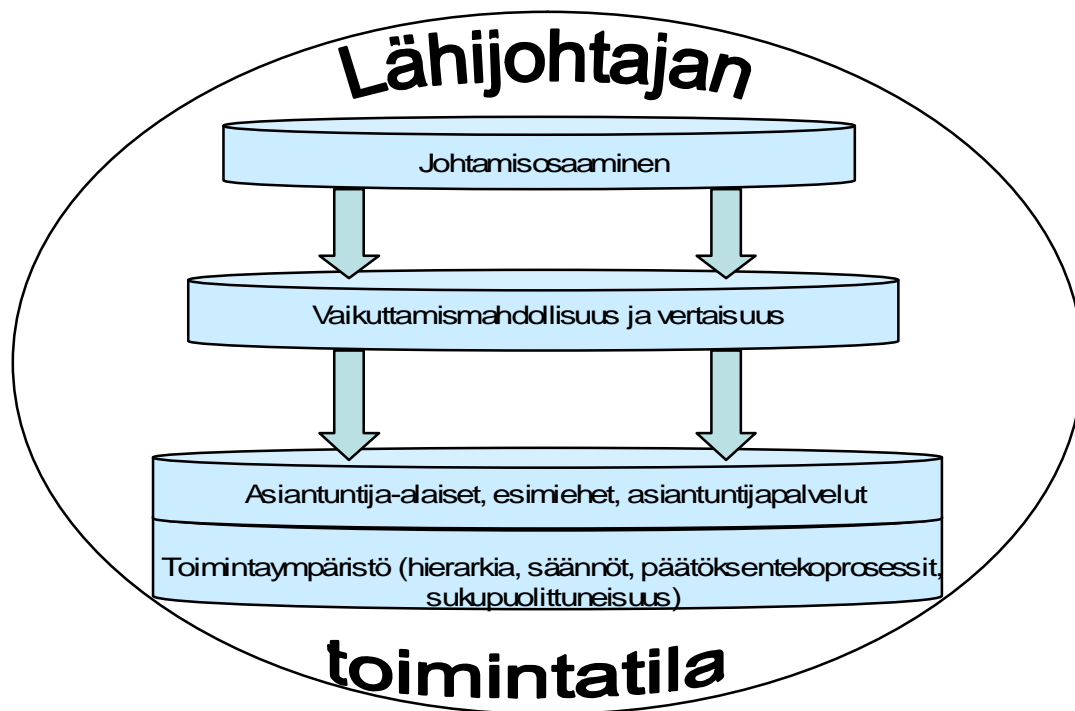 Lähijohtajan
Johtamisosaaminen
Vaikuttamismahdollisuus ja vertaisuus
Asiantuntija-alaiset, esimiehet, asiantuntijapalvelut
Toimintaympäristö (hierarkia, säännöt, päätöksentekoprosessit,
sukupuolittuneisuus)
toimintatila